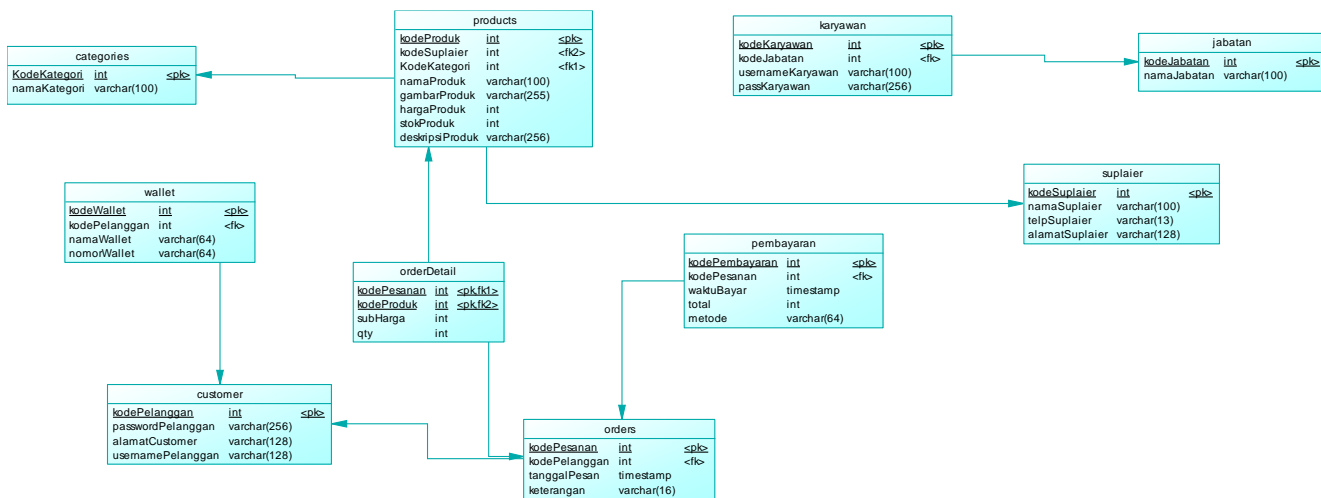 products
kodeProduk int <pk>
kodeSuplaier int <fk2>
KodeKategori int <fk1>
namaProduk varchar(100)
gambarProduk varchar(255)
hargaProduk int
stokProduk int
deskripsiProduk varchar(256)
karyawan
kodeKaryawan int <pk>
kodeJabatan int <fk>
usernameKaryawan varchar(100)
passKaryawan varchar(256)
jabatan
kodeJabatan int <pk>
namaJabatan varchar(100)
categories
KodeKategori int <pk>
namaKategori varchar(100)
suplaier
kodeSuplaier int <pk>
namaSuplaier varchar(100)
telpSuplaier varchar(13)
alamatSuplaier varchar(128)
wallet
kodeWallet int <pk>
kodePelanggan int <fk>
namaWallet varchar(64)
nomorWallet varchar(64)
pembayaran
kodePembayaran int <pk>
kodePesanan int <fk>
waktuBayar timestamp
total int
metode varchar(64)
orderDetail
kodePesanan int <pk,fk1>
kodeProduk int <pk,fk2>
subHarga int
qty int
customer
kodePelanggan int <pk>
passwordPelanggan varchar(256)
alamatCustomer varchar(128)
usernamePelanggan varchar(128)
orders
kodePesanan int <pk>
kodePelanggan int <fk>
tanggalPesan timestamp
keterangan varchar(16)